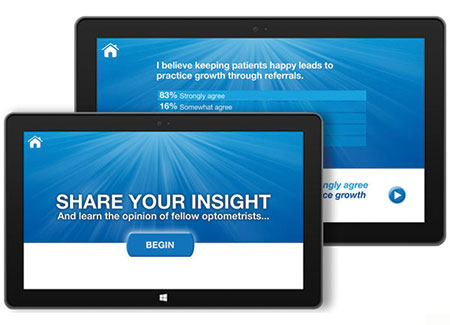 I believe keeping patients happy leads to
practice growth through referrals.
83% Strongly agree
16% Somewhat agree
ngly agree
ce growth
SHARE YOUR INSIGHT
And learn the opinion of fellow optometrists...
BEGIN